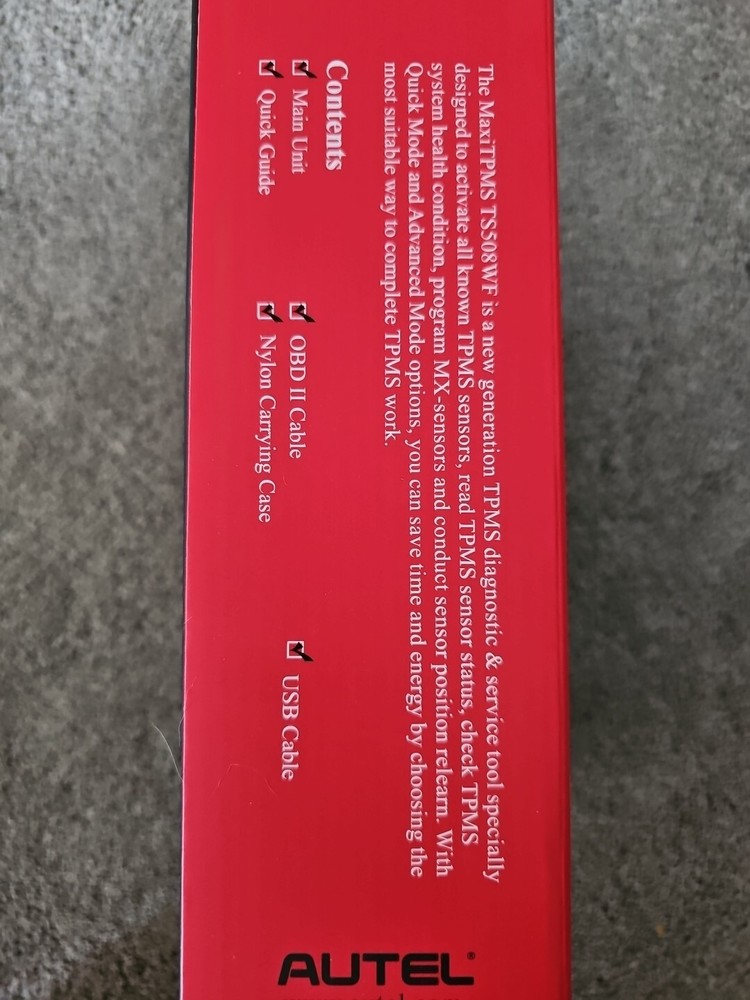 The MaxiTPMS TS508WF is a new generation TPMS diagnostic & service tool specially
designed to activate all known TPMS sensors, read TPMS sensor status, check TPMS
system health condition, program MX-sensors and conduct sensor position relearn. With
Quick Mode and Advanced Mode options, you can save time and energy by choosing the
most suitable way to complete TPMS work.
Contents
Main Unit OBD II Cable USB Cable
Quick Guide Nylon Carrying Case
AUTEL®